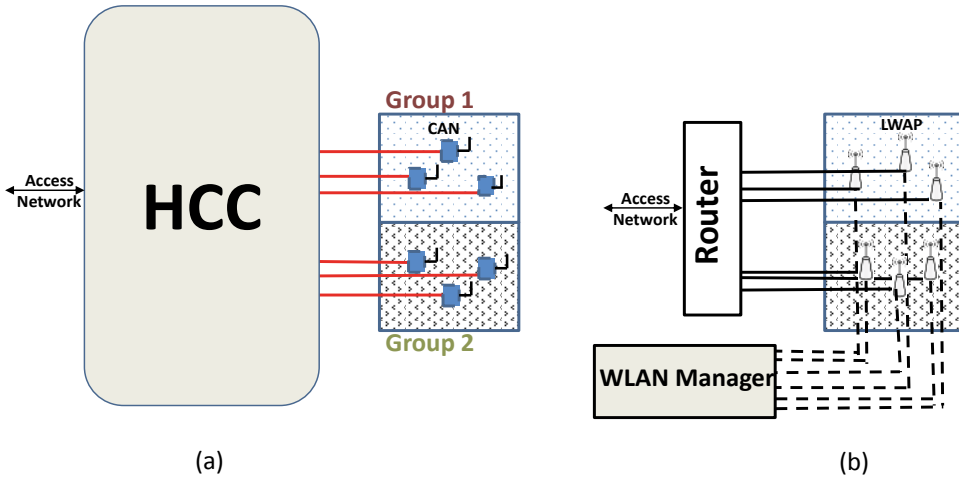 Group 1
CAN
Access
Network
HCC
Group 2
(a)
LWAP
Access
Network
Router
WLAN Manager
(b)